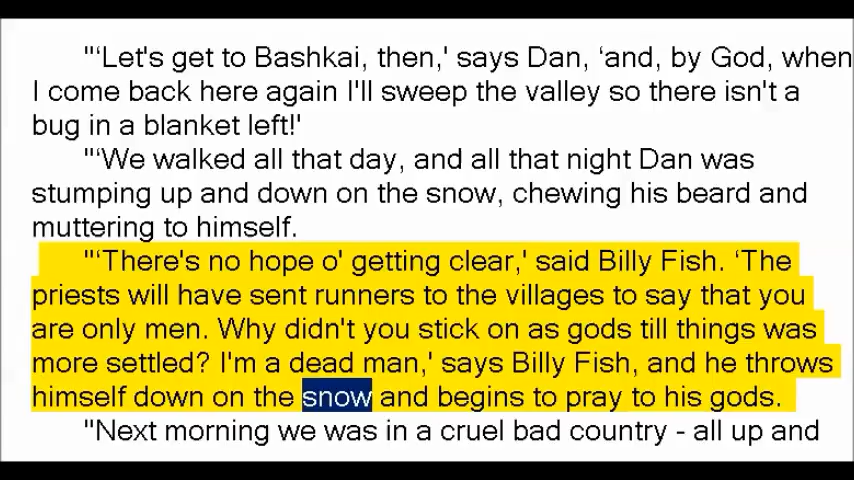 "‘Let's get to Bashkai, then,' says Dan, ‘and, by God, when
I come back here again I'll sweep the valley so there isn't a
bug in a blanket left!'
"‘We walked all that day, and all that night Dan was
stumping up and down on the snow, chewing his beard and
muttering to himself.
"‘There's no hope o' getting clear,' said Billy Fish. ‘The
priests will have sent runners to the villages to say that you
are only men. Why didn't you stick on as gods till things was
more settled? I'm a dead man,' says Billy Fish, and he throws
himself down on the snow and begins to pray to his gods.
"Next morning we was in a cruel bad country - all up and